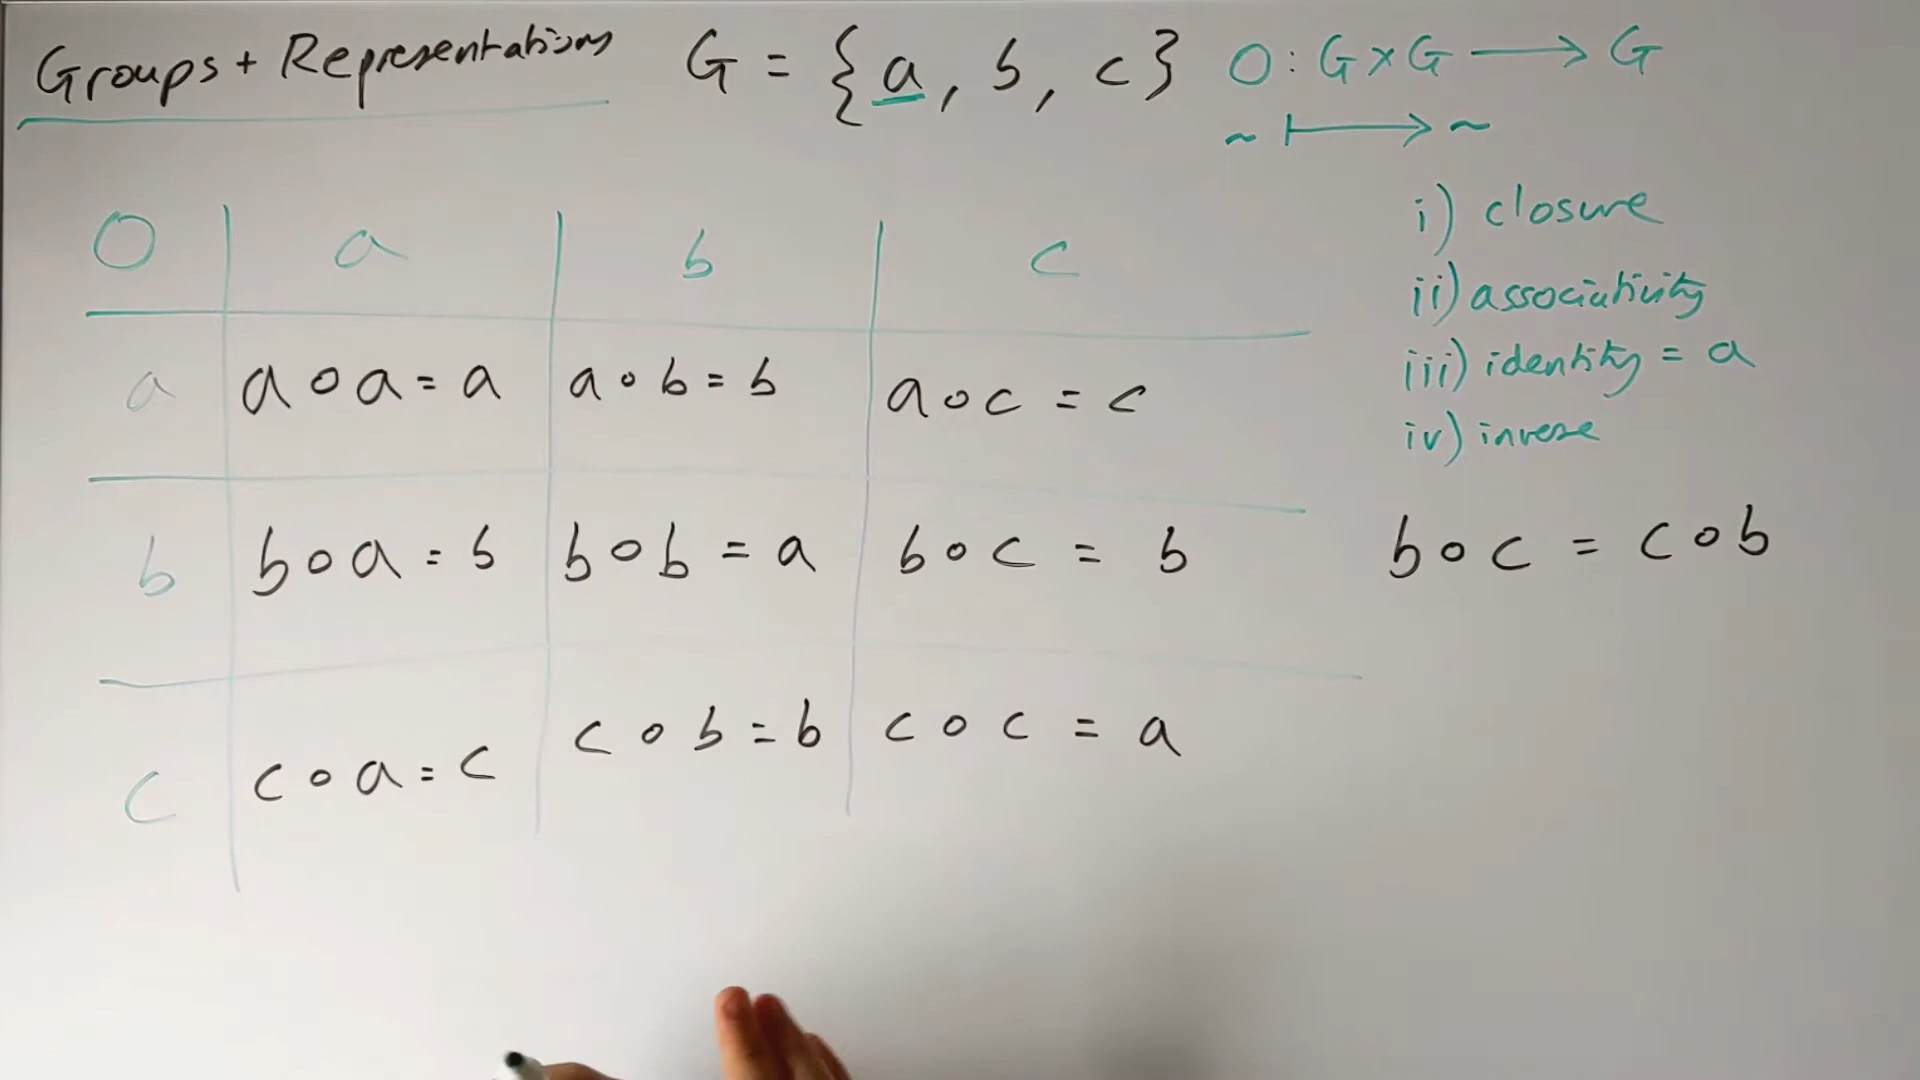 Groups + Representations
G = {a, b, c}
O : G x G ⟶ G
~ ⟼ ~
i) closure
ii) associativity
iii) identity = a
iv) inverse
O a b c
a a o a = a a o b = b a o c = c
b b o a = b b o b = a b o c = b
c c o a = c c o b = b c o c = a
b o c = c o b